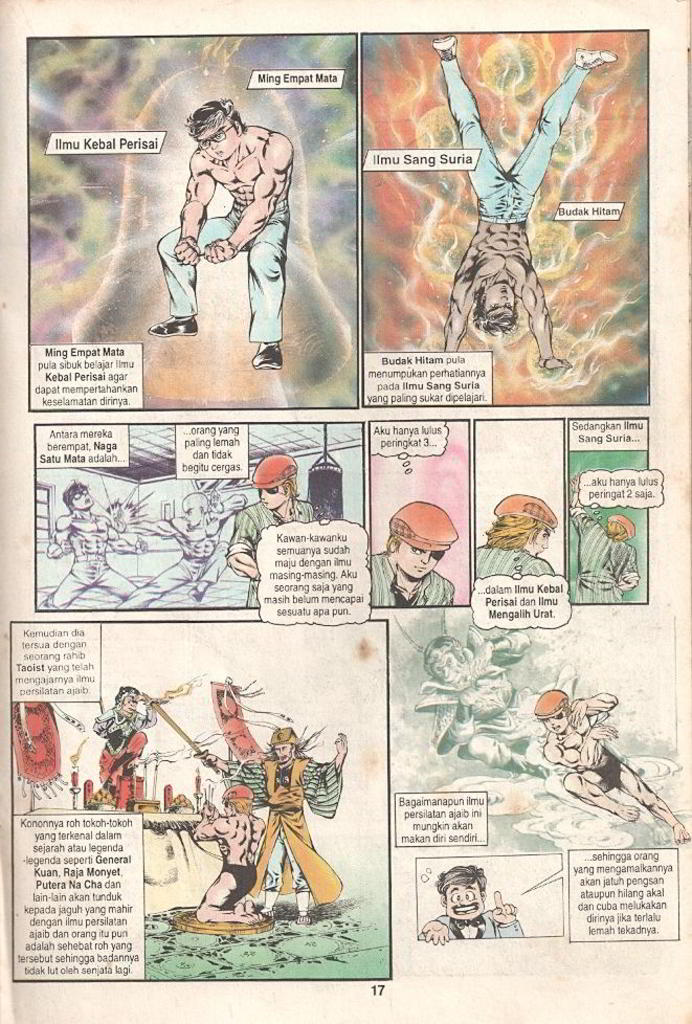 Ming Empat Mata
Ilmu Kebal Perisai
Ming Empat Mata
pula sibuk belajar Ilmu
Kebal Perisai agar
dapat mempertahankan
keselamatan dirinya.
Ilmu Sang Suria
Budak Hitam
Budak Hitam pula
menumpukan perhatiannya
pada Ilmu Sang Suria
yang paling sukar dipelajari.
Antara mereka
berempat, Naga
Satu Mata adalah...
...orang yang
paling lemah
dan tidak
begitu cergas.
Kawan-kawanku
semuanya sudah
maju dengan ilmu
masing-masing. Aku
seorang saja yang
masih belum mencapai
sesuatu apa pun.
Aku hanya lulus
peringkat 3...
...dalam Ilmu Kebal
Perisai dan Ilmu
Mengalih Urat.
Sedangkan Ilmu
Sang Suria...
...aku hanya lulus
peringat 2 saja.
Kemudian dia
tersua dengan
seorang rahib
Taoist yang telah
mengajarnya ilmu
persilatan ajaib.
Kononnya roh tokoh-tokoh
yang terkenal dalam
sejarah atau legenda
-legenda seperti General
Kuan, Raja Monyet,
Putera Na Cha dan
lain-lain akan tunduk
kepada jaguh yang mahir
dengan ilmu persilatan
ajaib dan orang itu pun
adalah sehebat roh yang
tersebut sehingga badannya
tidak lut oleh senjata lagi.
Bagaimanapun ilmu
persilatan ajaib ini
mungkin akan
makan diri sendiri...
...sehingga orang
yang mengamalkannya
akan jatuh pengsan
ataupun hilang akal
dan cuba melukakan
dirinya jika terlalu
lemah tekadnya.
17